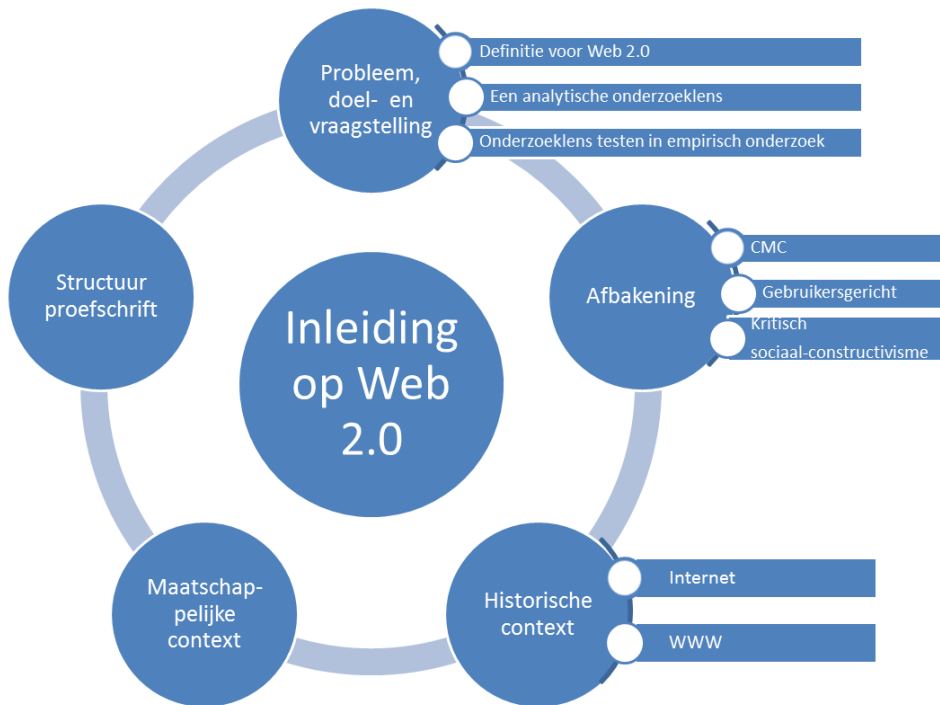 Probleem,
doel- en
vraagstelling
Definitie voor Web 2.0
Een analytische onderzoeklens
Onderzoeklens testen in empirisch onderzoek
Afbakening
CMC
Gebruikersgericht
Kritisch
sociaal-constructivisme
Historische
context
Internet
WWW
Maatschap-
pelijke
context
Structuur
proefschrift
Inleiding
op Web
2.0